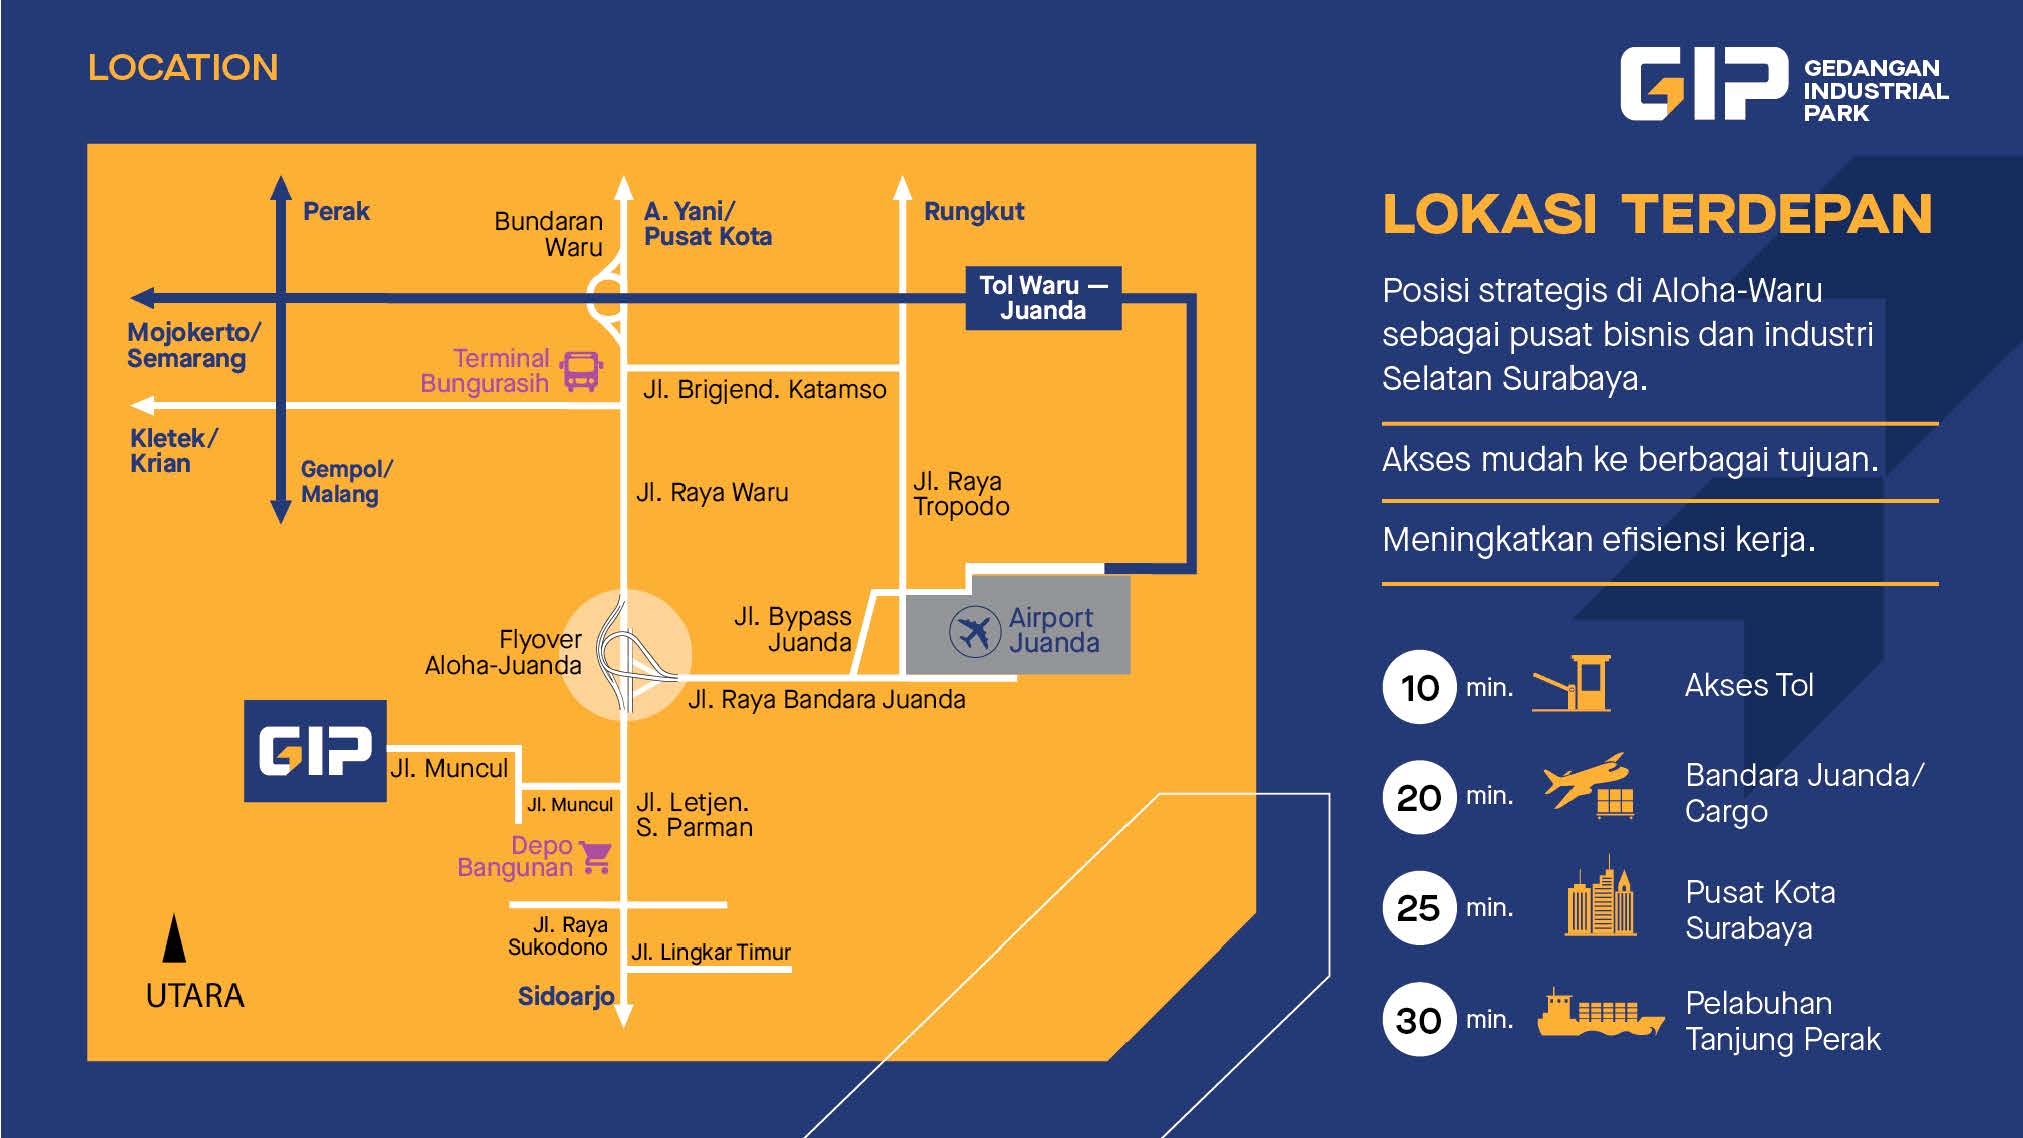 LOCATION
GIP
GEDANGAN
INDUSTRIAL
PARK
Perak
Bundaran
Waru
A. Yani/
Pusat Kota
Rungkut
Tol Waru —
Juanda
Mojokerto/
Semarang
Terminal
Bungurasih
Jl. Brigjend. Katamso
Kletek/
Krian
Gempol/
Malang
Jl. Raya Waru
Jl. Raya
Tropodo
Flyover
Aloha-Juanda
Jl. Bypass
Juanda
Airport
Juanda
Jl. Raya Bandara Juanda
GIP
Jl. Muncul
Jl. Muncul
Jl. Letjen.
S. Parman
Depo
Bangunan
Jl. Raya
Sukodono
Jl. Lingkar Timur
Sidoarjo
UTARA
LOKASI TERDEPAN
Posisi strategis di Aloha-Waru
sebagai pusat bisnis dan industri
Selatan Surabaya.
Akses mudah ke berbagai tujuan.
Meningkatkan efisiensi kerja.
10 min. Akses Tol
20 min. Bandara Juanda/
Cargo
25 min. Pusat Kota
Surabaya
30 min. Pelabuhan
Tanjung Perak